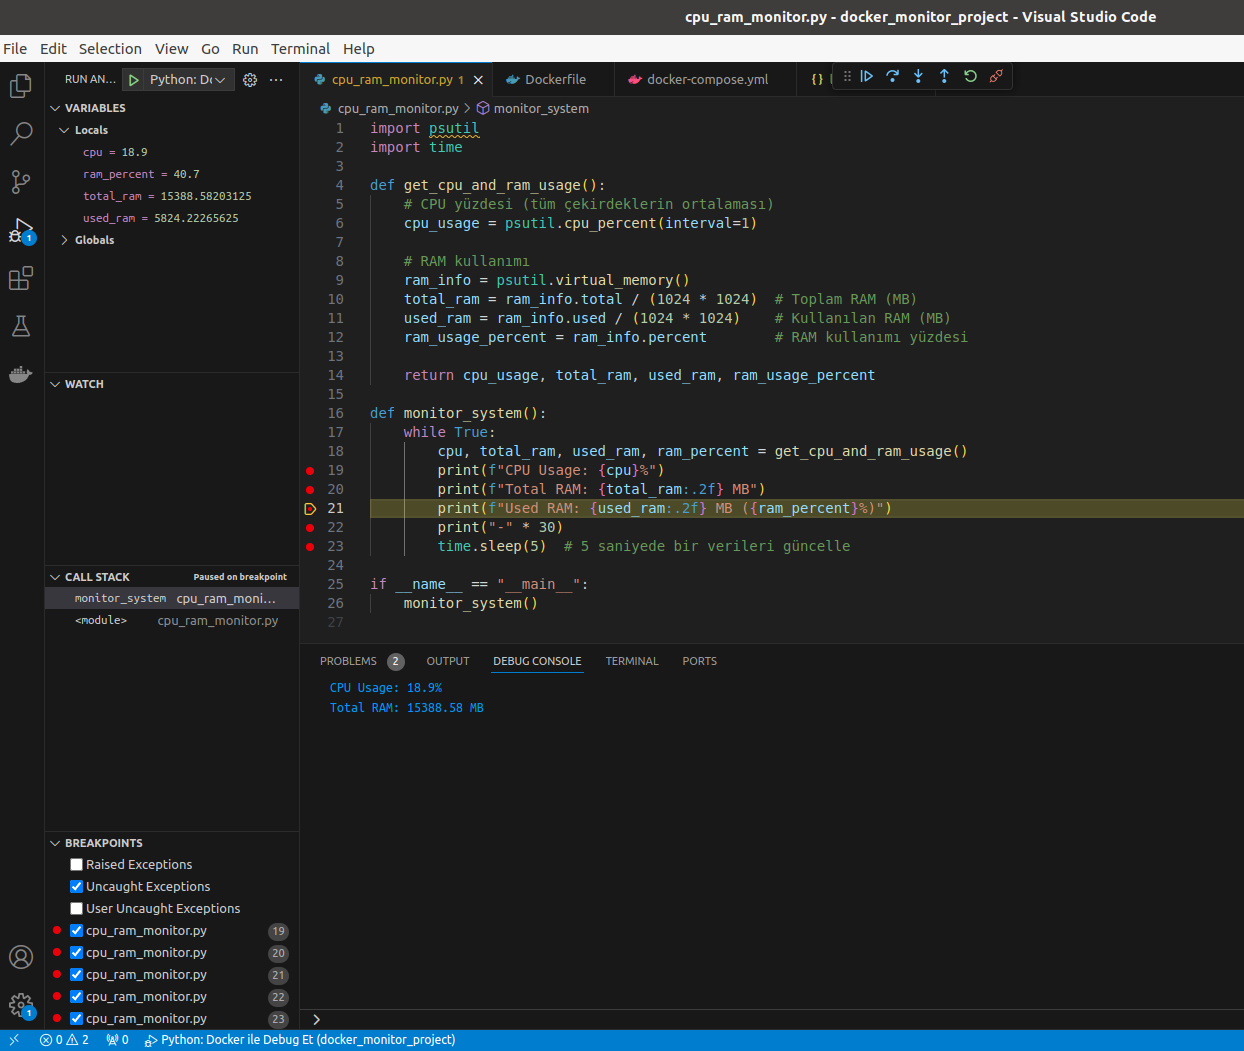 cpu_ram_monitor.py - docker_monitor_project - Visual Studio Code
File Edit Selection View Go Run Terminal Help
RUN AN... Python: D
VARIABLES
Locals
cpu = 18.9
ram_percent = 40.7
total_ram = 15388.58203125
used_ram = 5824.22265625
Globals
WATCH
CALL STACK Paused on breakpoint
monitor_system cpu_ram_moni...
<module> cpu_ram_monitor.py
BREAKPOINTS
Raised Exceptions
Uncaught Exceptions
User Uncaught Exceptions
cpu_ram_monitor.py 19
cpu_ram_monitor.py 20
cpu_ram_monitor.py 21
cpu_ram_monitor.py 22
cpu_ram_monitor.py 23
1
1
cpu_ram_monitor.py 1 Dockerfile docker-compose.yml {}
cpu_ram_monitor.py > monitor_system
1 import psutil
2 import time
3
4 def get_cpu_and_ram_usage():
5 # CPU yüzdesi (tüm çekirdeklerin ortalaması)
6 cpu_usage = psutil.cpu_percent(interval=1)
7
8 # RAM kullanımı
9 ram_info = psutil.virtual_memory()
10 total_ram = ram_info.total / (1024 * 1024) # Toplam RAM (MB)
11 used_ram = ram_info.used / (1024 * 1024) # Kullanılan RAM (MB)
12 ram_usage_percent = ram_info.percent # RAM kullanımı yüzdesi
13
14 return cpu_usage, total_ram, used_ram, ram_usage_percent
15
16 def monitor_system():
17 while True:
18 cpu, total_ram, used_ram, ram_percent = get_cpu_and_ram_usage()
19 print(f"CPU Usage: {cpu}%")
20 print(f"Total RAM: {total_ram:.2f} MB")
21 print(f"Used RAM: {used_ram:.2f} MB ({ram_percent}%)")
22 print("-" * 30)
23 time.sleep(5) # 5 saniyede bir verileri güncelle
24
25 if __name__ == "__main__":
26 monitor_system()
27
PROBLEMS 2 OUTPUT DEBUG CONSOLE TERMINAL PORTS
CPU Usage: 18.9%
Total RAM: 15388.58 MB
>
0 2 0 Python: Docker ile Debug Et (docker_monitor_project)